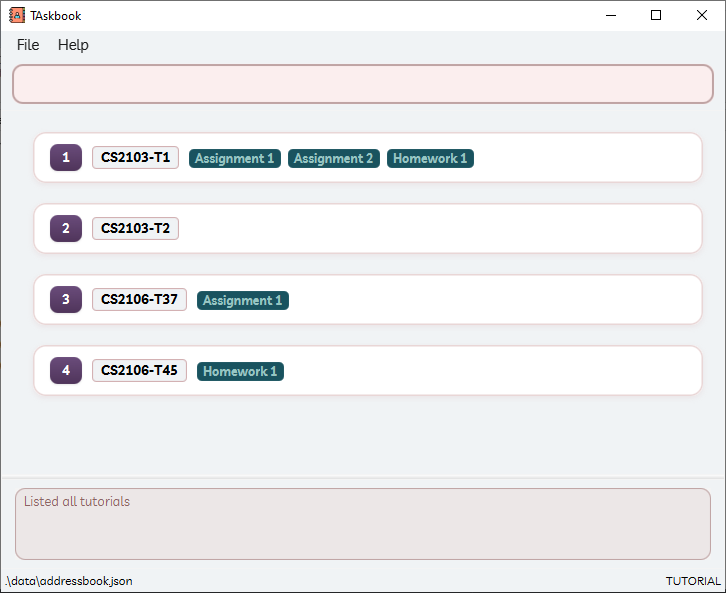 TAskbook
File Help
1 CS2103-T1 Assignment 1 Assignment 2 Homework 1
2 CS2103-T2
3 CS2106-T37 Assignment 1
4 CS2106-T45 Homework 1
Listed all tutorials
.\data\addressbook.json TUTORIAL